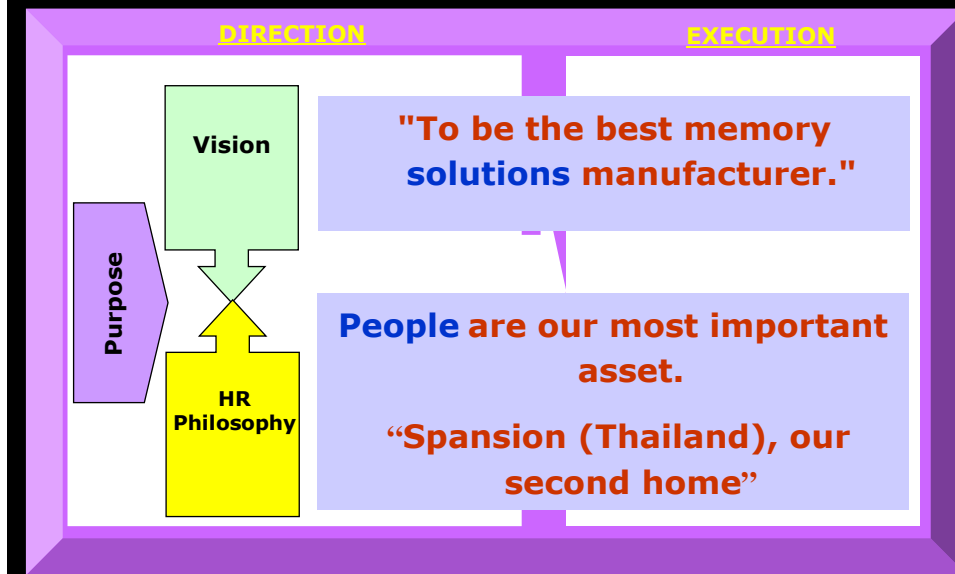 DIRECTION
EXECUTION
Vision
"To be the best memory
solutions manufacturer."
Purpose
HR
Philosophy
People are our most important
asset.
“Spansion (Thailand), our
second home”